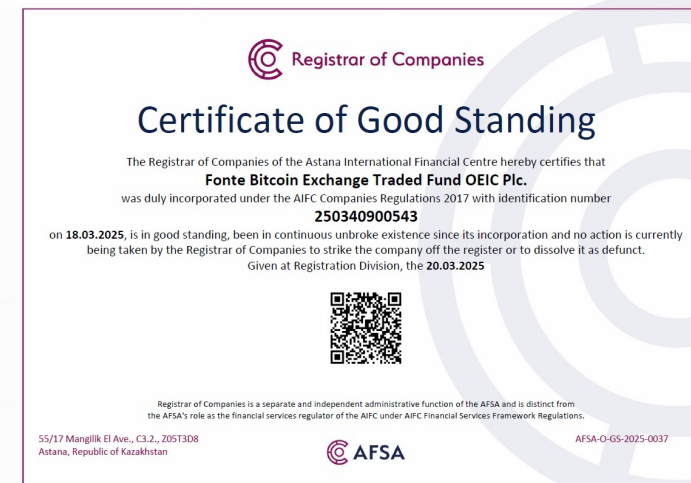 Registrar of Companies
Certificate of Good Standing
The Registrar of Companies of the Astana International Financial Centre hereby certifies that
Fonte Bitcoin Exchange Traded Fund OEIC Plc.
was duly incorporated under the AIFC Companies Regulations 2017 with identification number
250340900543
on 18.03.2025, is in good standing, been in continuous unbroke existence since its incorporation and no action is currently
being taken by the Registrar of Companies to strike the company off the register or to dissolve it as defunct.
Given at Registration Division, the 20.03.2025
Registrar of Companies is a separate and independent administrative function of the AFSA and is distinct from
the AFSA's role as the financial services regulator of the AIFC under AIFC Financial Services Framework Regulations.
55/17 Mangilik El Ave., C3.2., Z05T3D8
Astana, Republic of Kazakhstan
AFSA
AFSA-O-GS-2025-0037